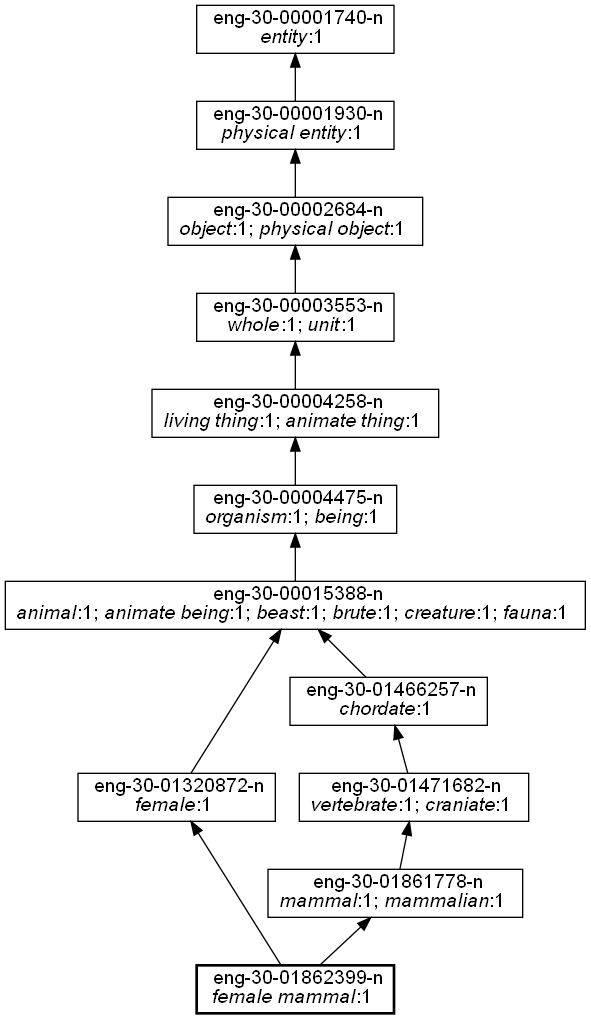 eng-30-00001740-n
entity:1
eng-30-00001930-n
physical entity:1
eng-30-00002684-n
object:1; physical object:1
eng-30-00003553-n
whole:1; unit:1
eng-30-00004258-n
living thing:1; animate thing:1
eng-30-00004475-n
organism:1; being:1
eng-30-00015388-n
animal:1; animate being:1; beast:1; brute:1; creature:1; fauna:1
eng-30-01466257-n
chordate:1
eng-30-01320872-n
female:1
eng-30-01471682-n
vertebrate:1; craniate:1
eng-30-01861778-n
mammal:1; mammalian:1
eng-30-01862399-n
female mammal:1